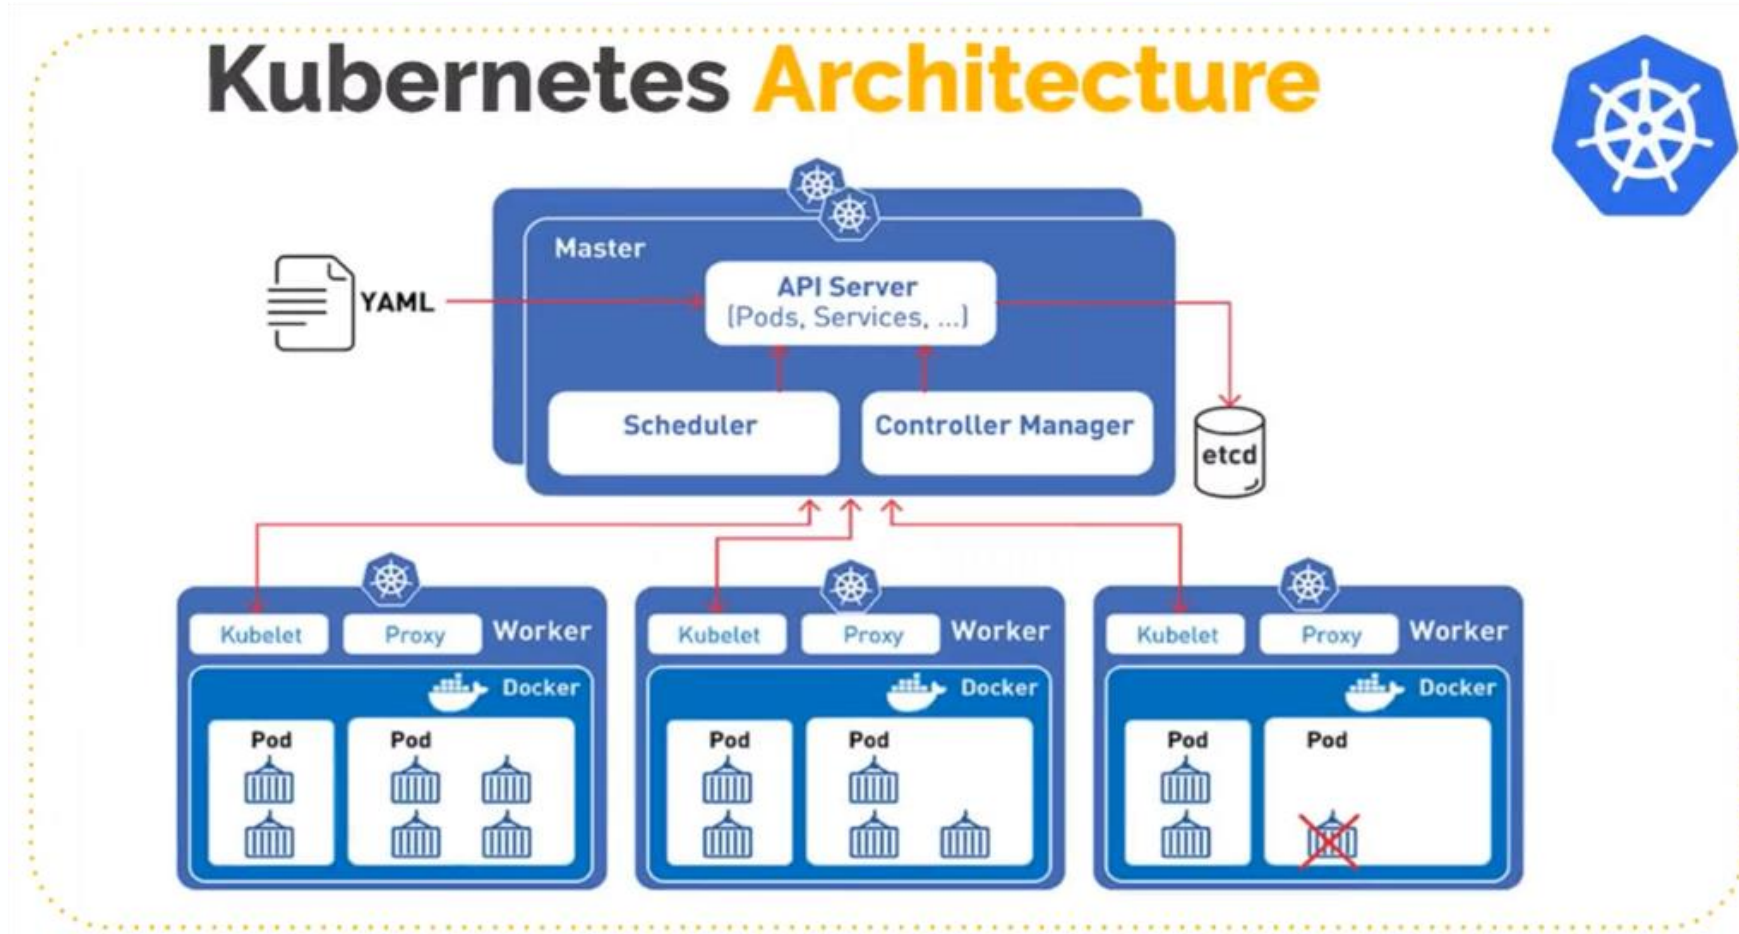 Kubernetes Architecture
Master
API Server
(Pods, Services, ...)
YAML
Scheduler
Controller Manager
etcd
Kubelet
Proxy
Worker
Docker
Pod
Pod
Kubelet
Proxy
Worker
Docker
Pod
Pod
Kubelet
Proxy
Worker
Docker
Pod
Pod